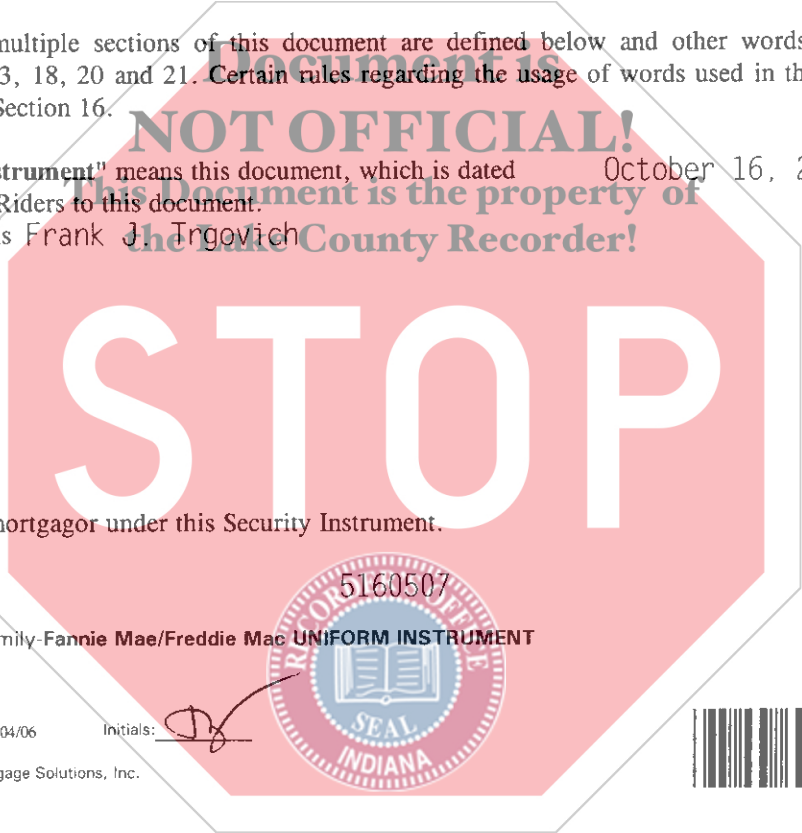 multiple sections of this document are defined below and other words
3, 18, 20 and 21. Certain rules regarding the usage of words used in th
Section 16.
Document is
NOT OFFICIAL!
This Document is the property of
the Lake County Recorder!
strument" means this document, which is dated October 16, 2
Riders to this document.
s Frank J. Trgovich
STOP
mortgagor under this Security Instrument.
5160507
mily-Fannie Mae/Freddie Mac UNIFORM INSTRUMENT
RECORDER OFFICE
SEAL
INDIANA
04/06 Initials:
gage Solutions, Inc.